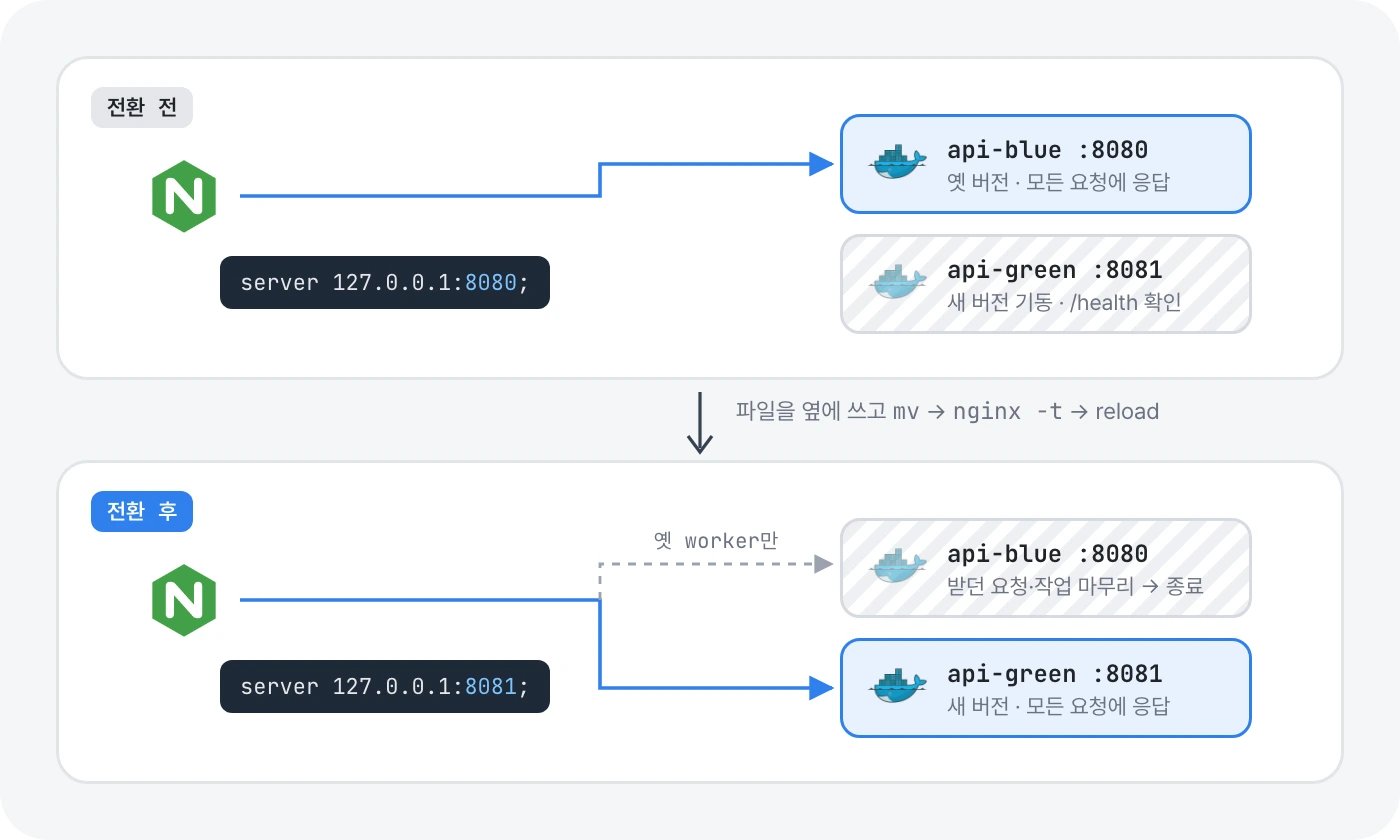 전환 전
api-blue :8080
옛 버전 · 모든 요청에 응답
server 127.0.0.1:8080;
api-green :8081
새 버전 기동 · /health 확인
파일을 옆에 쓰고 mv → nginx -t → reload
전환 후
옛 worker만
api-blue :8080
받던 요청·작업 마무리 → 종료
server 127.0.0.1:8081;
api-green :8081
새 버전 · 모든 요청에 응답